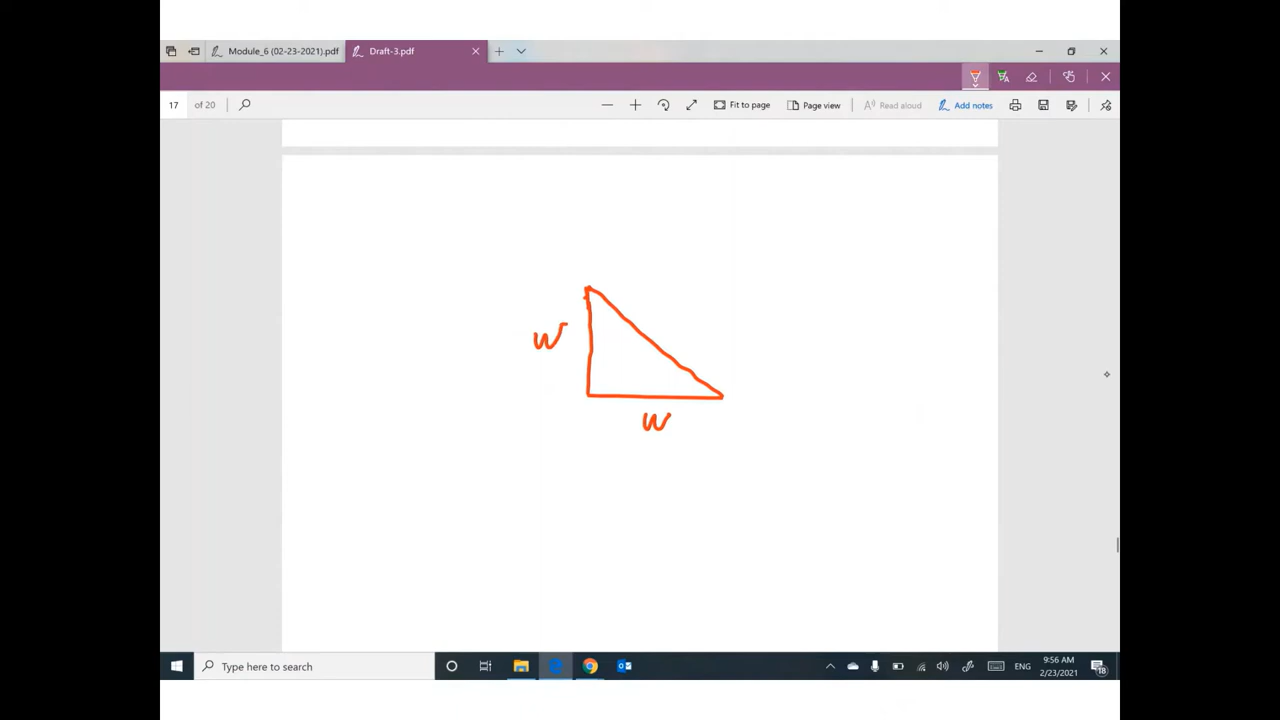 Module_6 (02-23-2021).pdf
Draft-3.pdf
17 of 20
Fit to page
Page view
Read aloud
Add notes
W
W
Type here to search
ENG
9:56 AM
2/23/2021
18